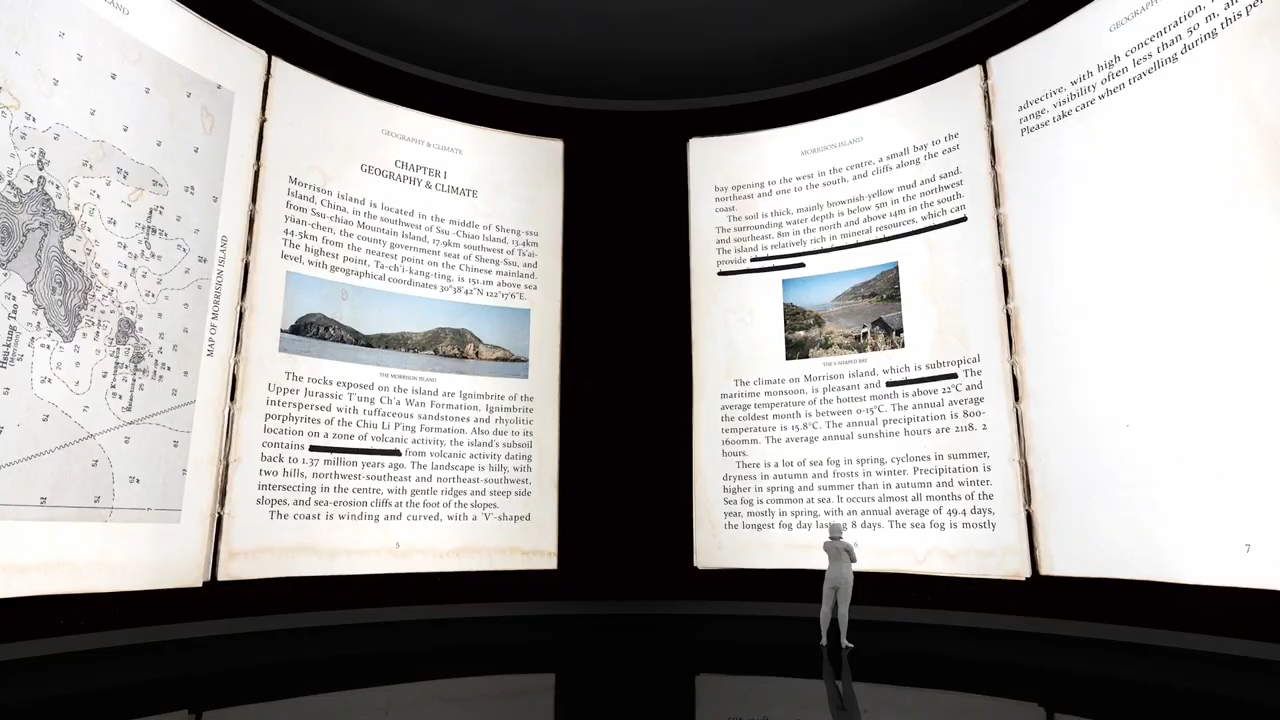 LAND
MAP OF MORRISION ISLAND
Hsü-kung Tao
(Morrison)
GEOGRAPHY & CLIMATE
CHAPTER I
GEOGRAPHY & CLIMATE
Morrison island is located in the middle of Sheng-ssu
Island, China, in the southwest of Ssu -Chiao Island, 13.4km
from Ssu-chiao Mountain Island, 17.9km southwest of Ts'ai-
yüan-chen, the county government seat of Sheng-Ssu, and
44.5km from the nearest point on the Chinese mainland.
The highest point, Ta-ch'i-kang-ting, is 151.1m above sea
level, with geographical coordinates 30°38'42"N 122°17'6"E.
THE MORRISON ISLAND
The rocks exposed on the island are Ignimbrite of the
Upper Jurassic T'ung Ch'a Wan Formation, Ignimbrite
interspersed with tuffaceous sandstones and rhyolitic
porphyrites of the Chiu Li P'ing Formation. Also due to its
location on a zone of volcanic activity, the island's subsoil
contains from volcanic activity dating
back to 1.37 million years ago. The landscape is hilly, with
two hills, northwest-southeast and northeast-southwest,
intersecting in the centre, with gentle ridges and steep side
slopes, and sea-erosion cliffs at the foot of the slopes.
The coast is winding and curved, with a 'V'-shaped
5
MORRISON ISLAND
bay opening to the west in the centre, a small bay to the
northeast and one to the south, and cliffs along the east
coast.
The soil is thick, mainly brownish-yellow mud and sand.
The surrounding water depth is below 5m in the northwest
and southeast, 8m in the north and above 14m in the south.
The island is relatively rich in mineral resources, which can
provide
THE V-SHAPED BAY
The climate on Morrison island, which is subtropical
maritime monsoon, is pleasant and The
average temperature of the hottest month is above 22°C and
the coldest month is between 0-15°C. The annual average
temperature is 15.8°C. The annual precipitation is 800-
1600mm. The average annual sunshine hours are 2118. 2
hours.
There is a lot of sea fog in spring, cyclones in summer,
dryness in autumn and frosts in winter. Precipitation is
higher in spring and summer than in autumn and winter.
Sea fog is common at sea. It occurs almost all months of the
year, mostly in spring, with an annual average of 49.4 days,
the longest fog day lasting 8 days. The sea fog is mostly
6
GEOGRAPH
advective, with high concentration,
range, visibility often less than 50 m, an
Please take care when travelling during this per
7